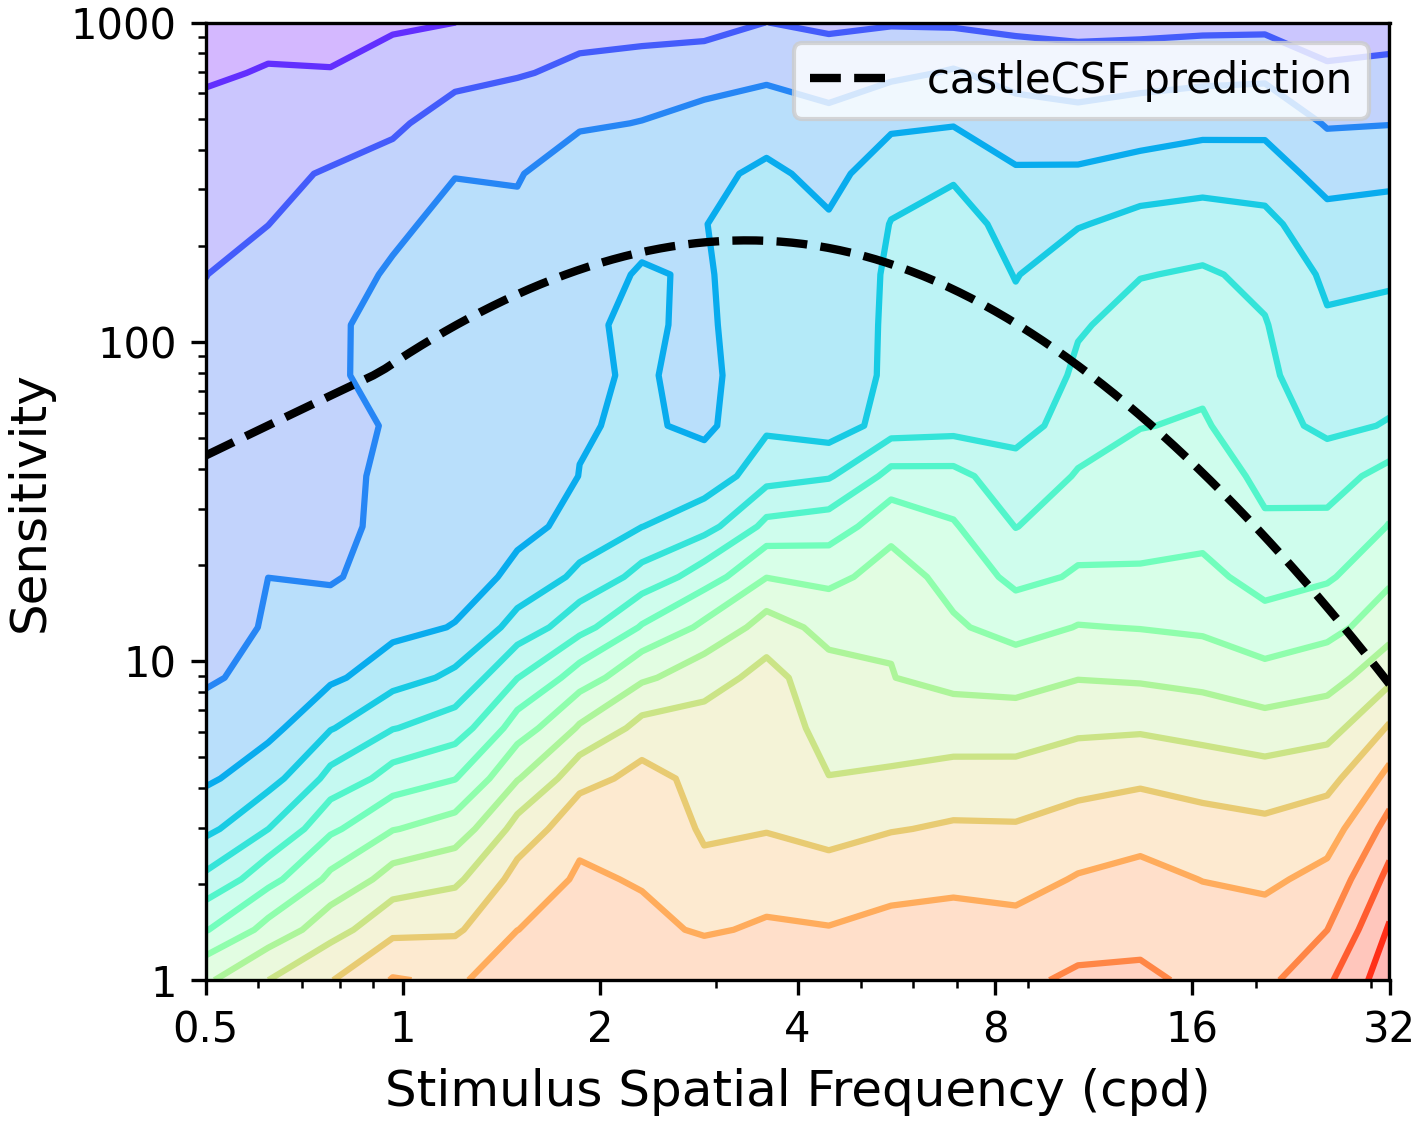 1000
castleCSF prediction
100
Sensitivity
10
1
0.5 1 2 4 8 16 32
Stimulus Spatial Frequency (cpd)